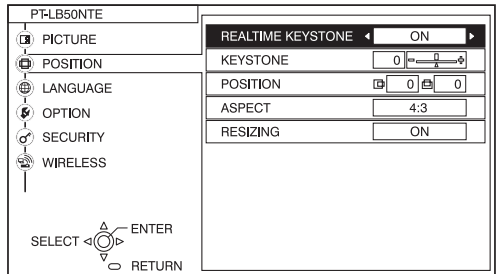 PT-LB50NTE
PICTURE
POSITION
LANGUAGE
OPTION
SECURITY
WIRELESS
SELECT
ENTER
RETURN
REALTIME KEYSTONE ON
KEYSTONE 0
POSITION 0 0
ASPECT 4:3
RESIZING ON